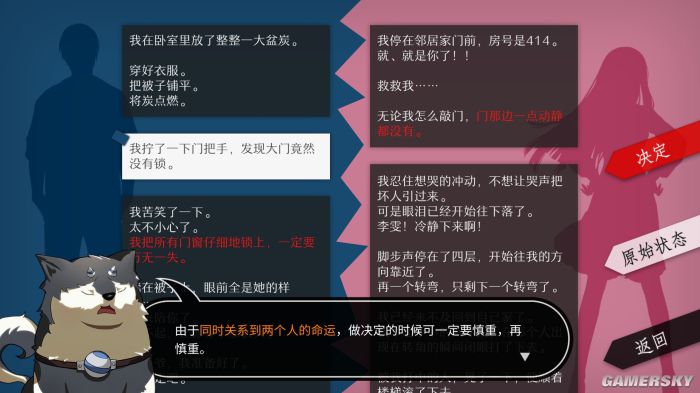 我在卧室里放了整整一大盆炭。
穿好衣服。
把被子铺平。
将炭点燃。
我拧了一下门把手，发现大门竟然
没有锁。
我苦笑了一下。
太不小心了。
我把所有门窗仔细地锁上，一定要
万无一失。
在被子上，眼前全是她的样
我停在邻居家门前，房号是414。
就、就是你了！！
救救我……
无论我怎么敲门，门那边一点动静
都没有。
我忍住想哭的冲动，不想让哭声把
坏人引过来。
可是眼泪已经开始往下落了。
李雯！冷静下来啊！
脚步声停在了四层，开始往我的方
向靠近了。
再一个转弯，只剩下一个转弯了。
决定
原始状态
返回
由于同时关系到两个人的命运，做决定的时候可一定要慎重，再
慎重。
GAMERSKY